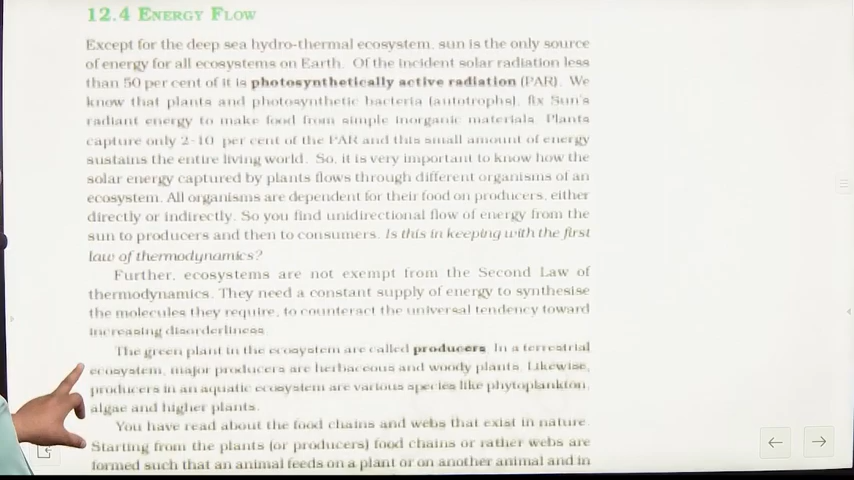 12.4 ENERGY FLOW
Except for the deep sea hydro-thermal ecosystem, sun is the only source
of energy for all ecosystems on Earth. Of the incident solar radiation less
than 50 per cent of it is photosynthetically active radiation (PAR). We
know that plants and photosynthetic bacteria (autotrophs), fix Sun's
radiant energy to make food from simple inorganic materials. Plants
capture only 2-10 per cent of the PAR and this small amount of energy
sustains the entire living world. So, it is very important to know how the
solar energy captured by plants flows through different organisms of an
ecosystem. All organisms are dependent for their food on producers, either
directly or indirectly. So you find unidirectional flow of energy from the
sun to producers and then to consumers. Is this in keeping with the first
law of thermodynamics?
Further, ecosystems are not exempt from the Second Law of
thermodynamics. They need a constant supply of energy to synthesise
the molecules they require, to counteract the universal tendency toward
increasing disorderliness.
The green plant in the ecosystem are called producers. In a terrestrial
ecosystem, major producers are herbaceous and woody plants. Likewise,
producers in an aquatic ecosystem are various species like phytoplankton,
algae and higher plants.
You have read about the food chains and webs that exist in nature.
Starting from the plants (or producers) food chains or rather webs are
formed such that an animal feeds on a plant or on another animal and in